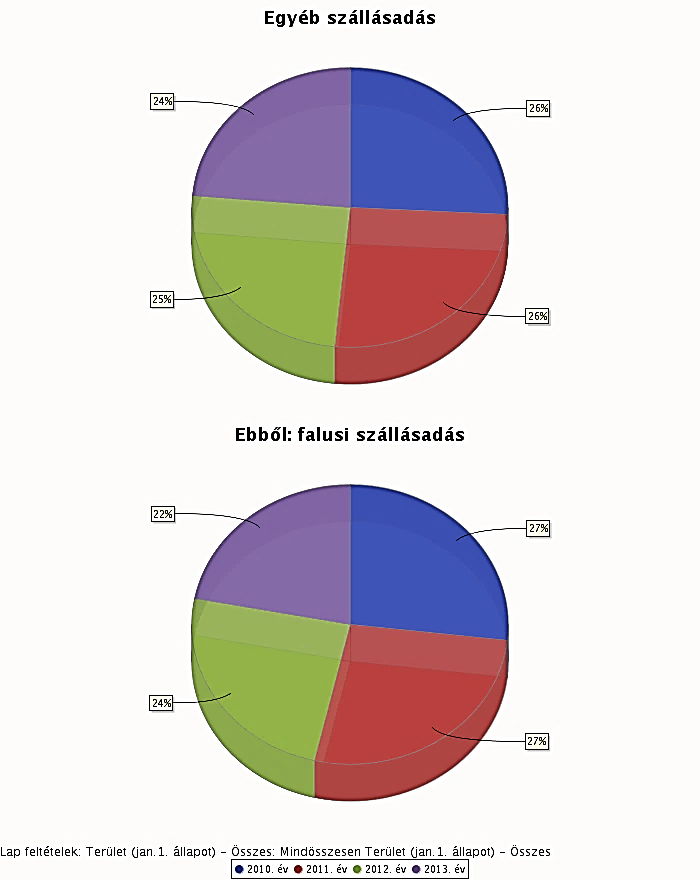 Egyéb szállásadás
24%
26%
25%
26%
Ebből: falusi szállásadás
22%
27%
24%
27%
Lap feltételek: Terület (jan.1. állapot) - Összes: Mindösszesen Terület (jan.1. állapot) - Összes
2010. év 2011. év 2012. év 2013. év